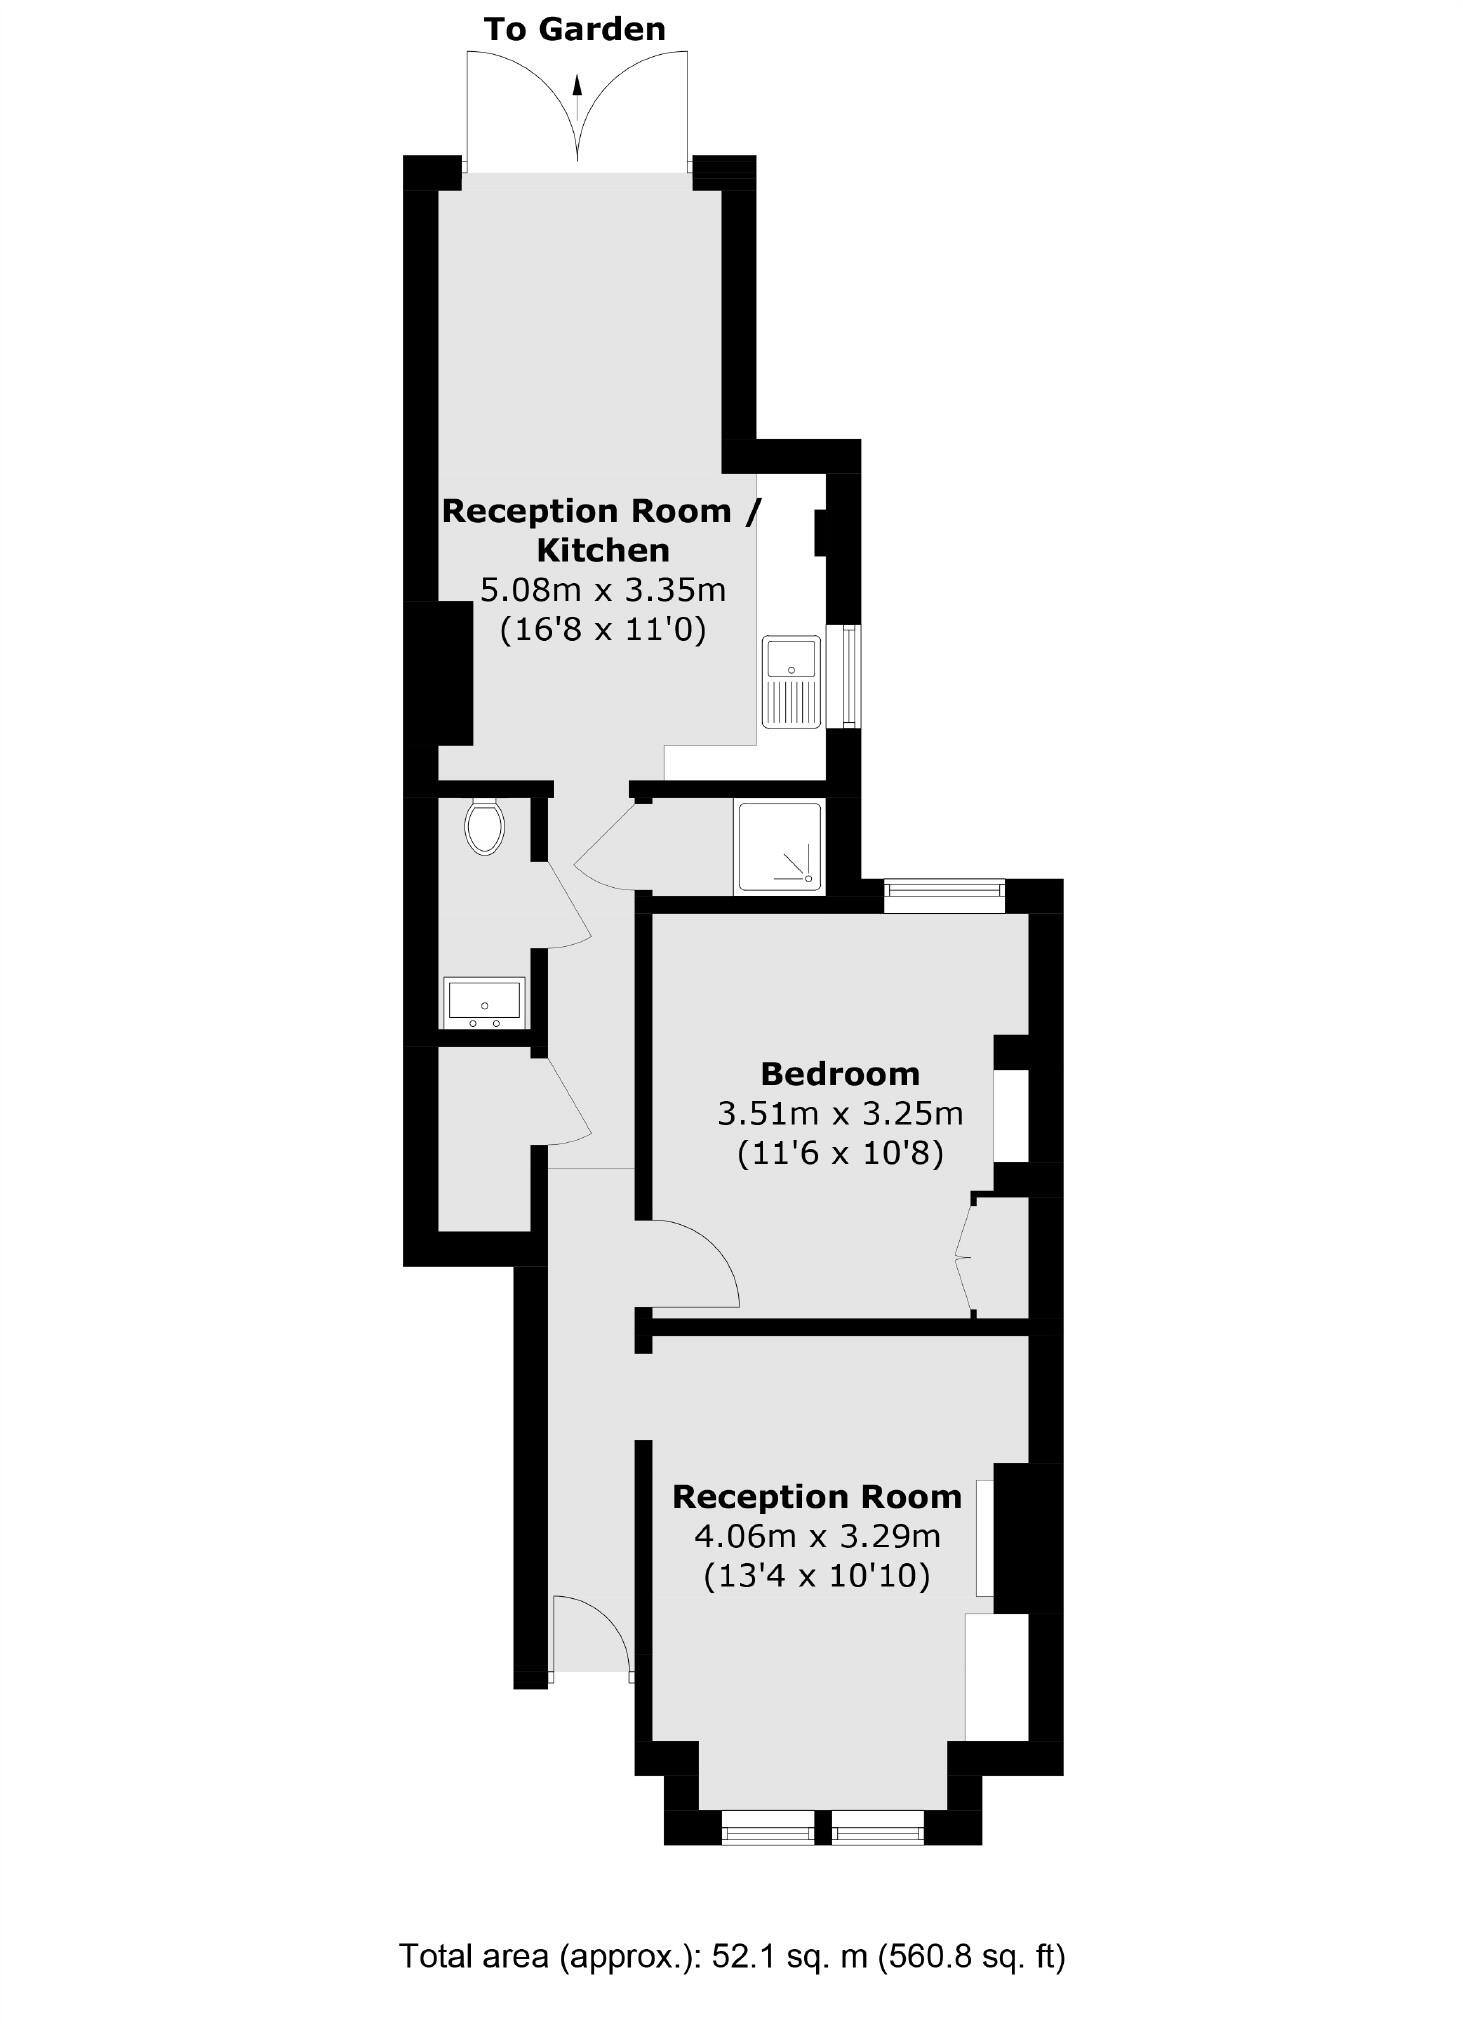 To Garden
Reception Room /
Kitchen
5.08m x 3.35m
(16'8 x 11'0)
Bedroom
3.51m x 3.25m
(11'6 x 10'8)
Reception Room
4.06m x 3.29m
(13'4 x 10'10)
Total area (approx.): 52.1 sq. m (560.8 sq. ft)